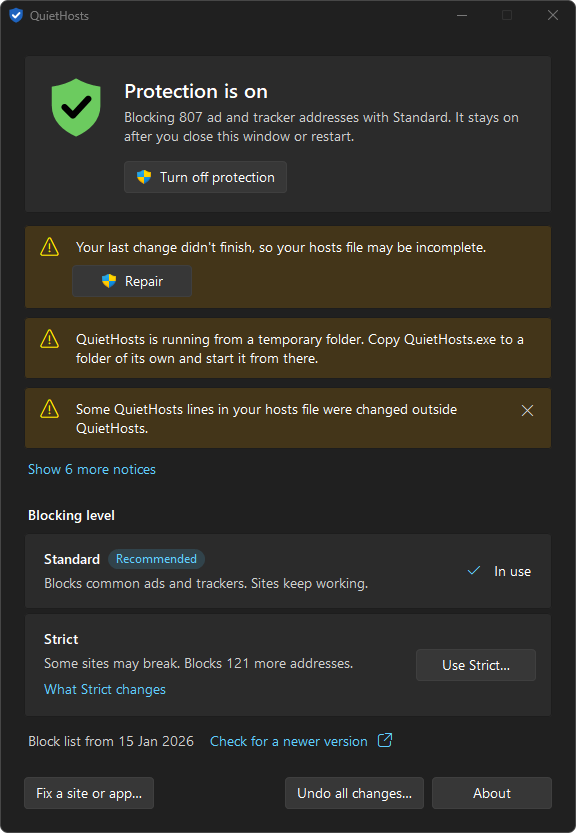 QuietHosts
Protection is on
Blocking 807 ad and tracker addresses with Standard. It stays on
after you close this window or restart.
Turn off protection
Your last change didn't finish, so your hosts file may be incomplete.
Repair
QuietHosts is running from a temporary folder. Copy QuietHosts.exe to a
folder of its own and start it from there.
Some QuietHosts lines in your hosts file were changed outside
QuietHosts.
Show 6 more notices
Blocking level
Standard Recommended
Blocks common ads and trackers. Sites keep working.
In use
Strict
Some sites may break. Blocks 121 more addresses.
What Strict changes
Use Strict...
Block list from 15 Jan 2026 Check for a newer version
Fix a site or app... Undo all changes... About